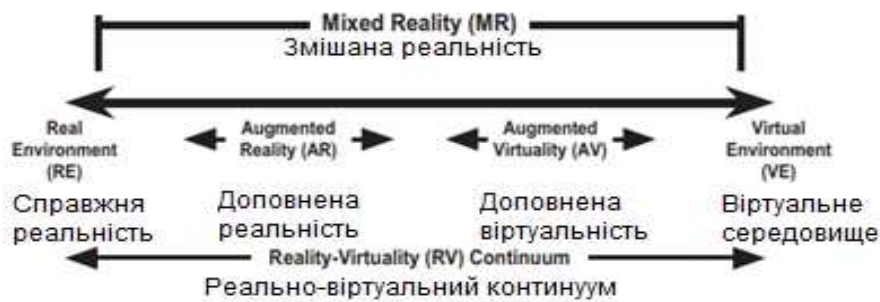 Mixed Reality (MR)
Змішана реальність
Real
Environment
(RE)
Augmented
Reality (AR)
Augmented
Virtuality (AV)
Virtual
Environment
(VE)
Справжня
реальність
Доповнена
реальність
Доповнена
віртуальність
Віртуальне
середовище
Reality-Virtuality (RV) Continuum
Реально-віртуальний континуум